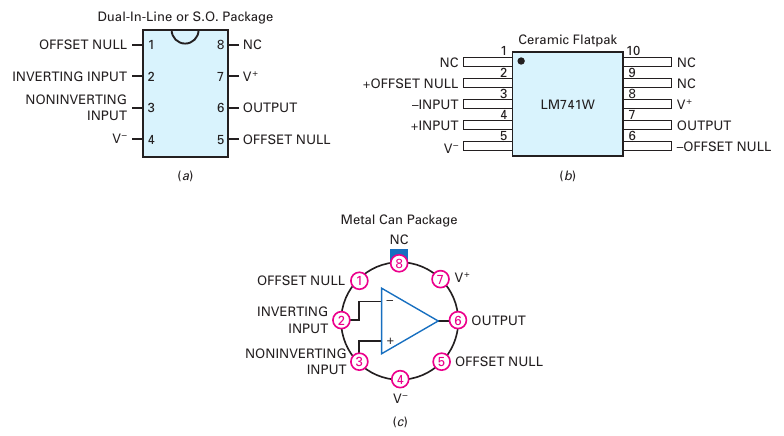 Dual-In-Line or S.O. Package
OFFSET NULL 1 8 NC
INVERTING INPUT 2 7 V⁺
NONINVERTING
INPUT 3 6 OUTPUT
V⁻ 4 5 OFFSET NULL
(a)
Ceramic Flatpak
NC 1 10 NC
+OFFSET NULL 2 9 NC
–INPUT 3 8 V⁺
LM741W
+INPUT 4 7 OUTPUT
V⁻ 5 6 –OFFSET NULL
(b)
Metal Can Package
NC
8
OFFSET NULL 1 7 V⁺
–
INVERTING
INPUT 2 6 OUTPUT
+
NONINVERTING
INPUT 3 5 OFFSET NULL
4
V⁻
(c)